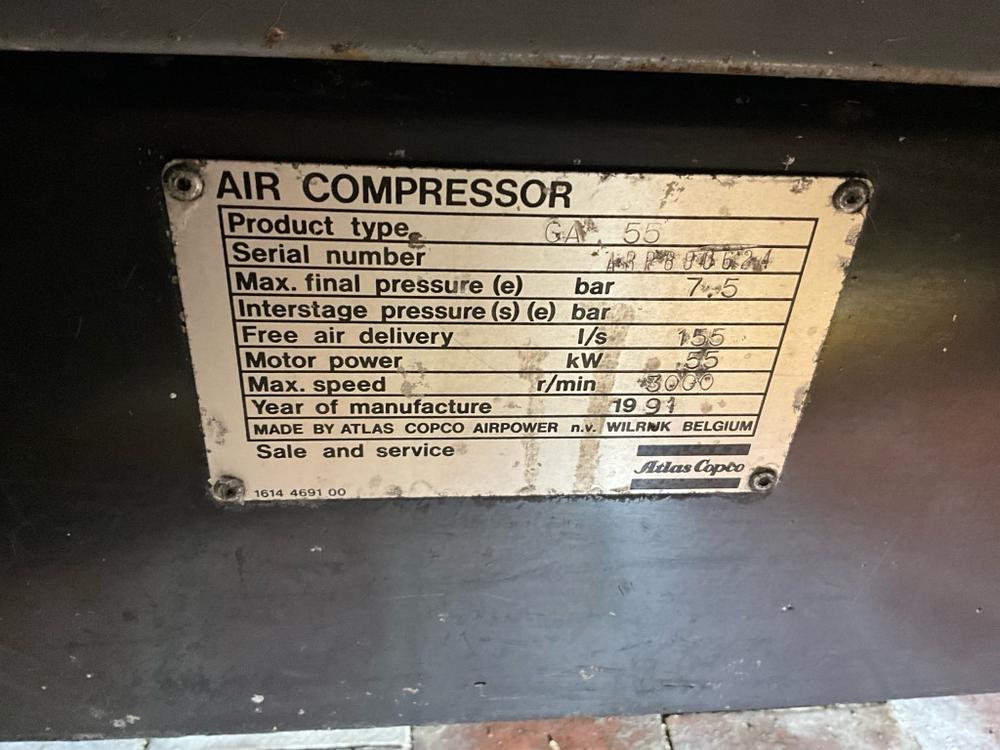 AIR COMPRESSOR
Product type GA 55
Serial number
Max. final pressure (e) bar 7.5
Interstage pressure(s) (e) bar
Free air delivery l/s 155
Motor power kW 55
Max. speed r/min 3000
Year of manufacture 1991
MADE BY ATLAS COPCO AIRPOWER n.v. WILRIJK BELGIUM
Sale and service
Atlas Copco
1614 4691 00